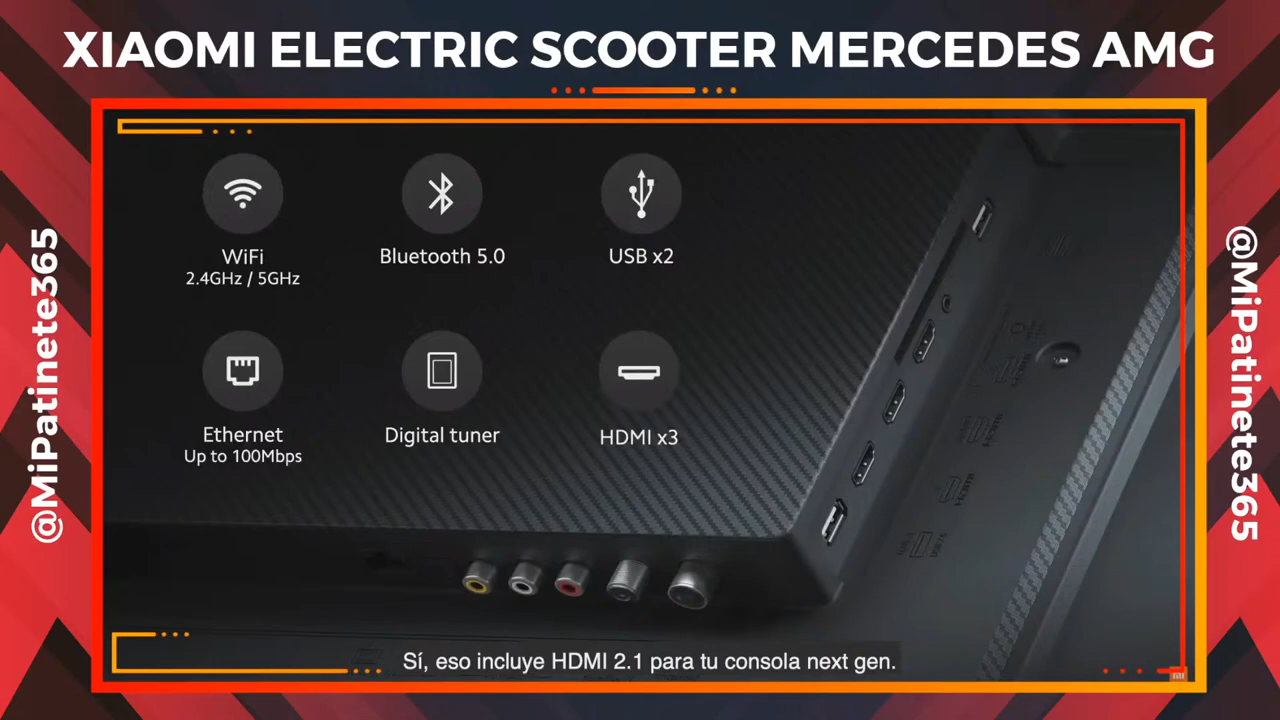 XIAOMI ELECTRIC SCOOTER MERCEDES AMG
@MiPatinete365
WiFi
2.4GHz / 5GHz
Bluetooth 5.0
USB x2
Ethernet
Up to 100Mbps
Digital tuner
HDMI x3
Sí, eso incluye HDMI 2.1 para tu consola next gen.
mi
@MiPatinete365